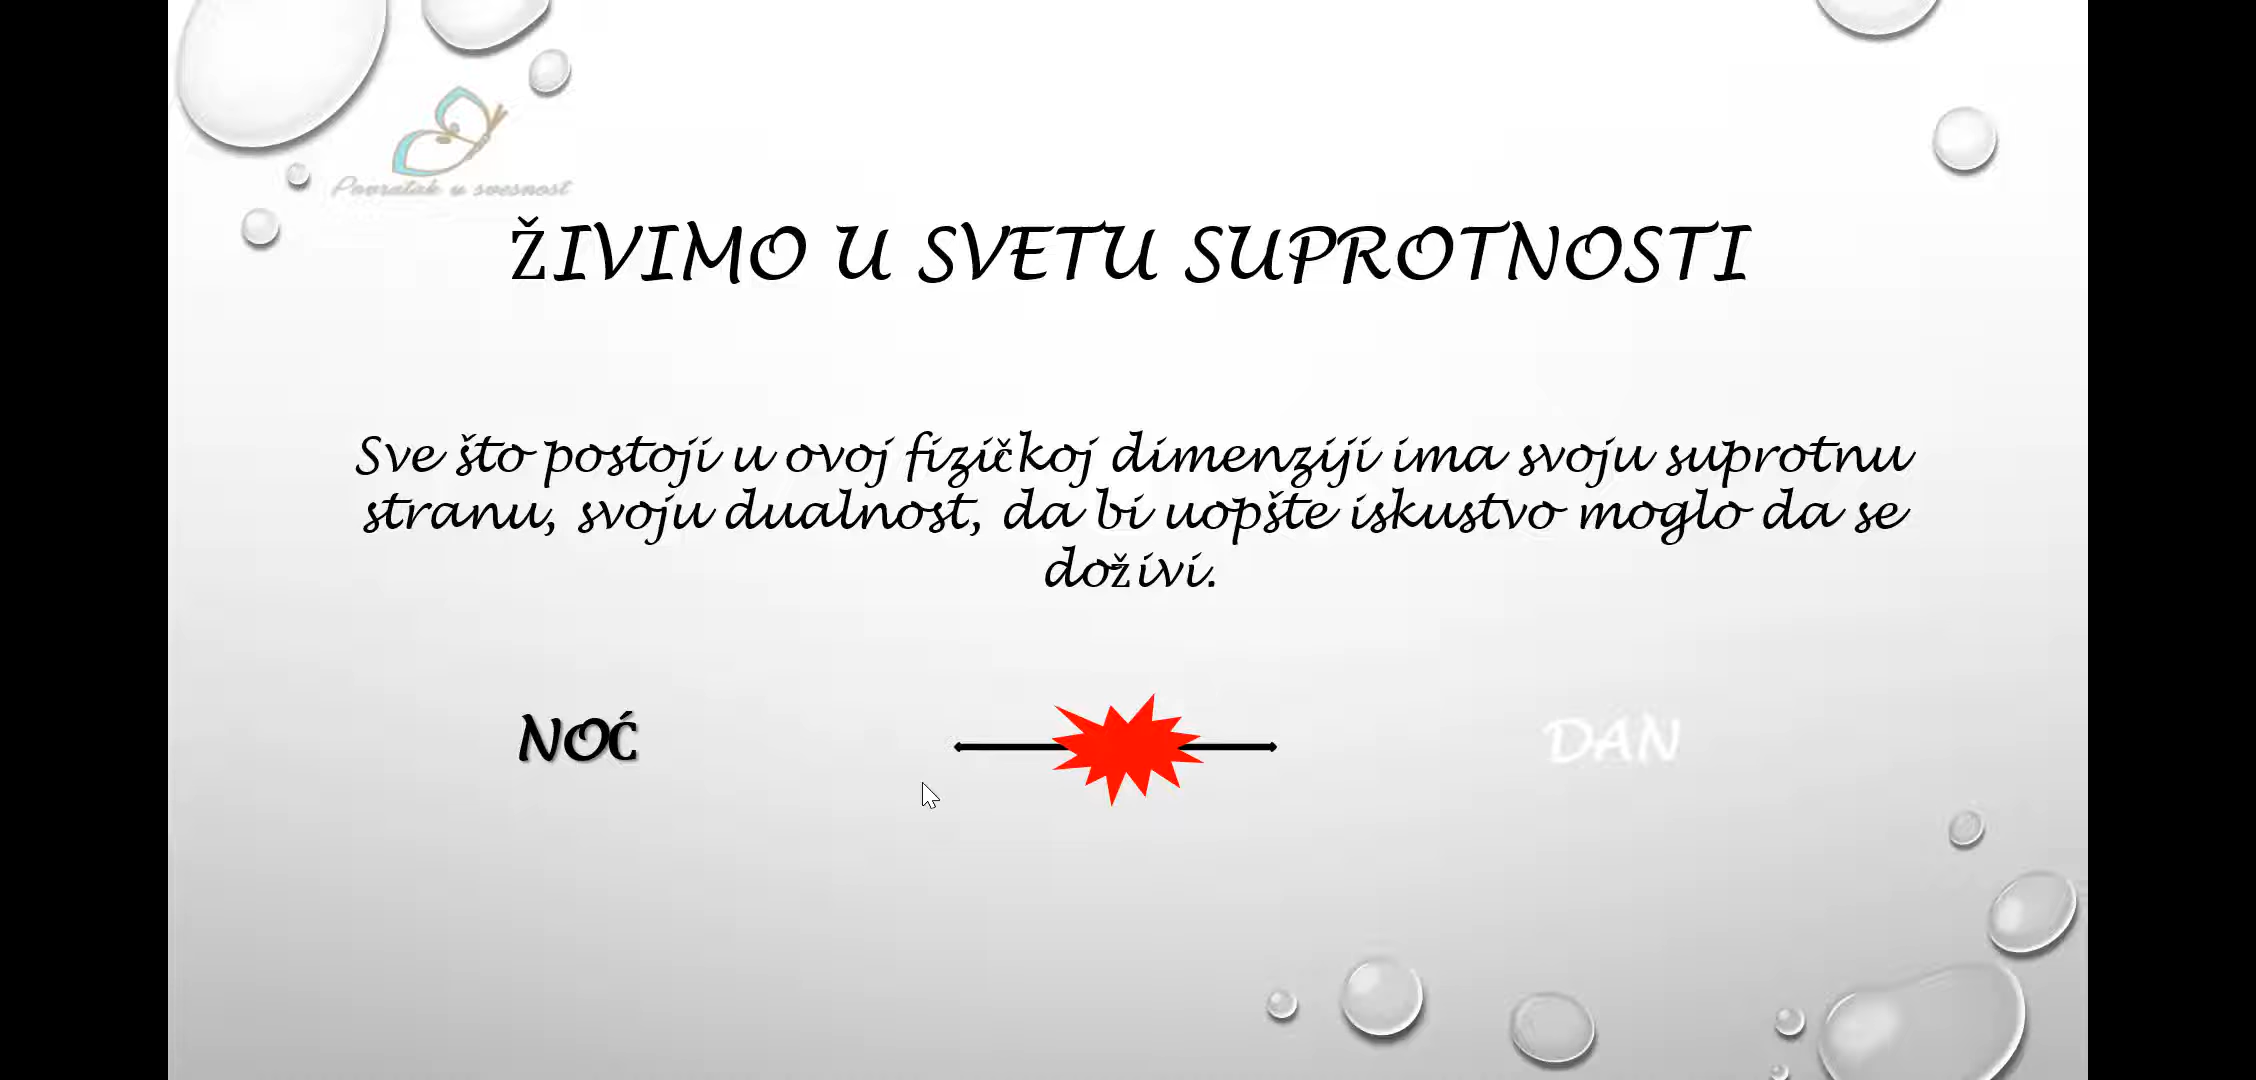 Povratak u svesnost
ŽIVIMO U SVETU SUPROTNOSTI
Sve što postoji u ovoj fizičkoj dimenziji ima svoju suprotnu
stranu, svoju dualnost, da bi uopšte iskustvo moglo da se
doživi.
NOĆ
DAN